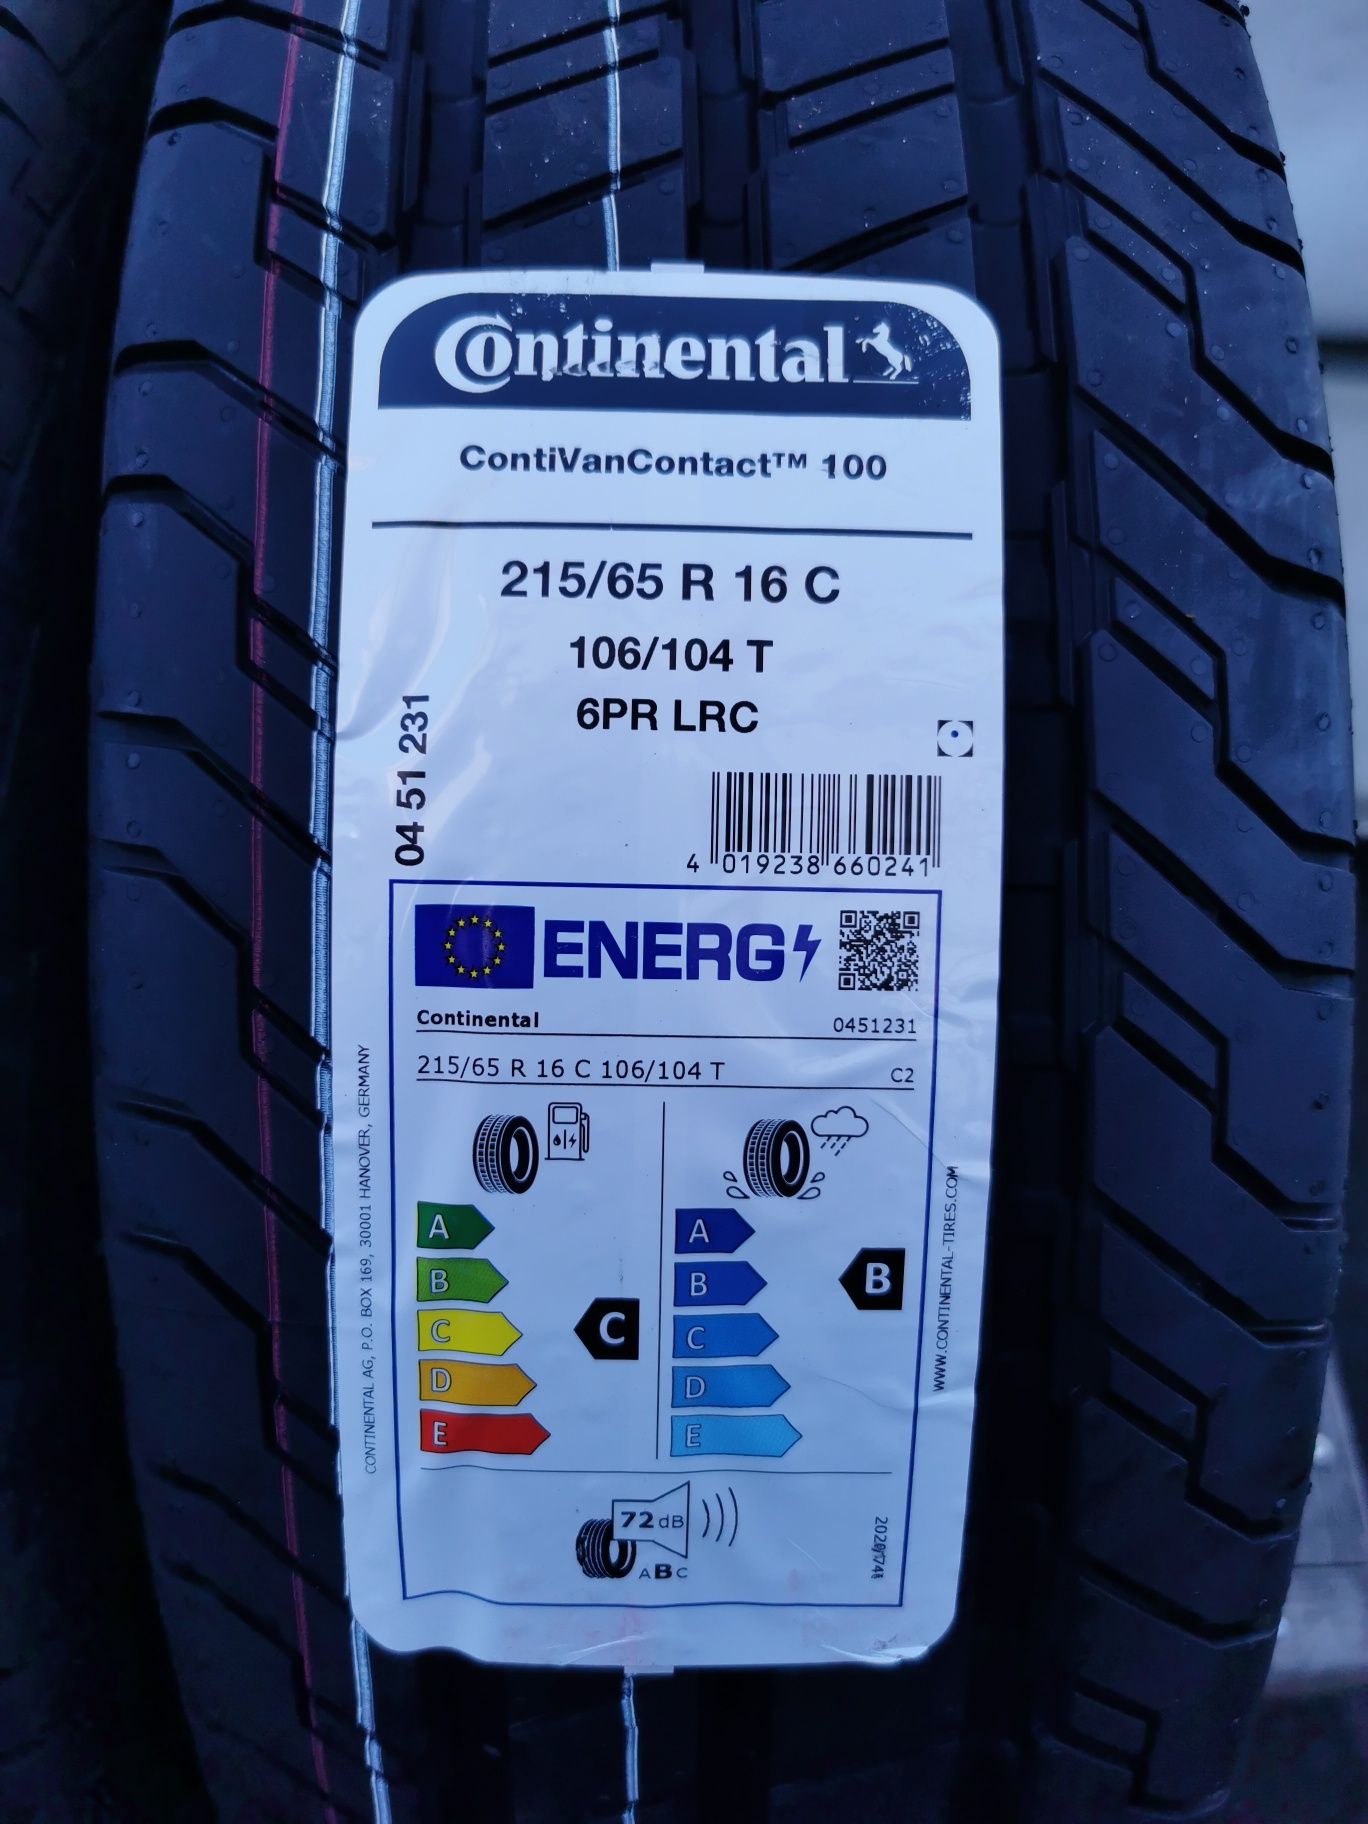 Continental
ContiVanContact™ 100
215/65 R 16 C
106/104 T
6PR LRC
04 51 231
4 019238 660241
ENERG
Continental
0451231
215/65 R 16 C 106/104 T
C2
A
B
C
D
E
C
A
B
C
D
E
B
72 dB
ABC
CONTINENTAL AG, P.O. BOX 169, 30001 HANOVER, GERMANY
WWW.CONTINENTAL-TIRES.COM